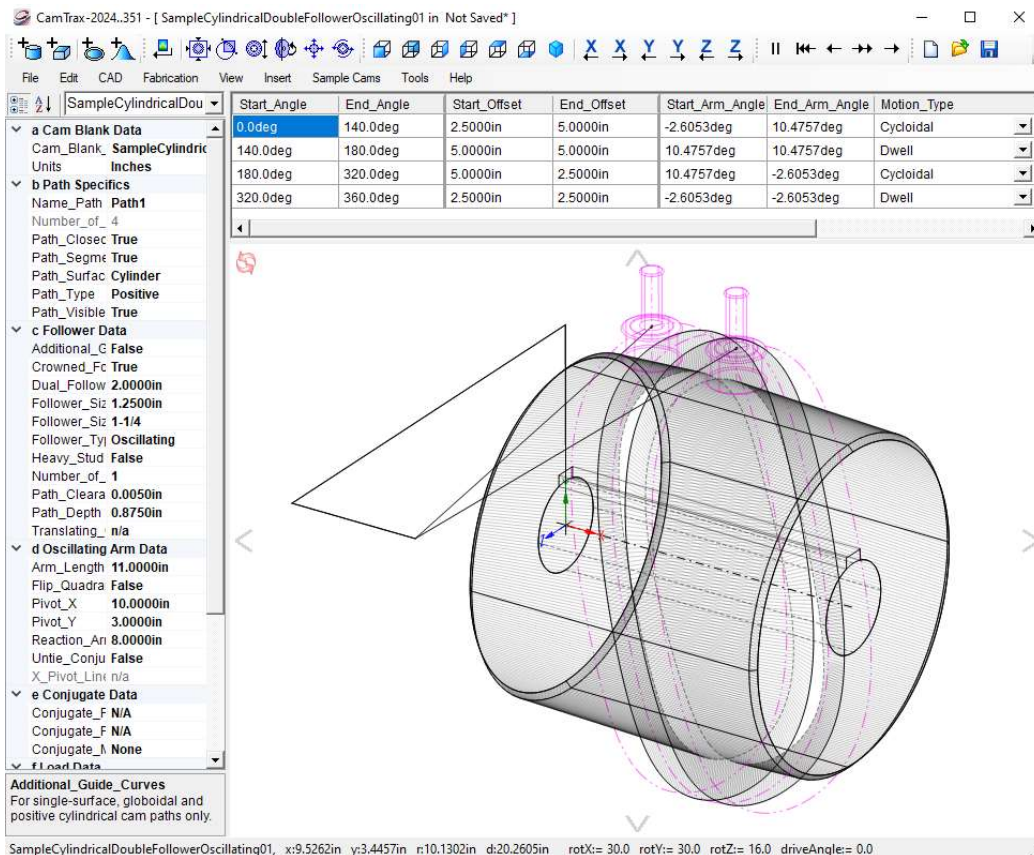 CamTrax-2024..351 - [ SampleCylindricalDoubleFollowerOscillating01 in Not Saved* ]
X X Y Y Z Z
File Edit CAD Fabrication View Insert Sample Cams Tools Help
SampleCylindricalDou
Start_Angle End_Angle Start_Offset End_Offset Start_Arm_Angle End_Arm_Angle Motion_Type
0.0deg 140.0deg 2.5000in 5.0000in -2.6053deg 10.4757deg Cycloidal
140.0deg 180.0deg 5.0000in 5.0000in 10.4757deg 10.4757deg Dwell
180.0deg 320.0deg 5.0000in 2.5000in 10.4757deg -2.6053deg Cycloidal
320.0deg 360.0deg 2.5000in 2.5000in -2.6053deg -2.6053deg Dwell
a Cam Blank Data
Cam_Blank_ SampleCylindric
Units Inches
b Path Specifics
Name_Path Path1
Number_of_ 4
Path_Closed True
Path_Segme True
Path_Surfac Cylinder
Path_Type Positive
Path_Visible True
c Follower Data
Additional_G False
Crowned_Fo True
Dual_Follow 2.0000in
Follower_Siz 1.2500in
Follower_Siz 1-1/4
Follower_Ty Oscillating
Heavy_Stud False
Number_of_ 1
Path_Cleara 0.0050in
Path_Depth 0.8750in
Translating_ n/a
d Oscillating Arm Data
Arm_Length 11.0000in
Flip_Quadra False
Pivot_X 10.0000in
Pivot_Y 3.0000in
Reaction_Ar 8.0000in
Untie_Conju False
X_Pivot_Line n/a
e Conjugate Data
Conjugate_F N/A
Conjugate_F N/A
Conjugate_M None
f Load Data
Additional_Guide_Curves
For single-surface, globoidal and
positive cylindrical cam paths only.
SampleCylindricalDoubleFollowerOscillating01, x:9.5262in y:3.4457in r:10.1302in d:20.2605in rotX:= 30.0 rotY:= 30.0 rotZ:= 16.0 driveAngle:= 0.0